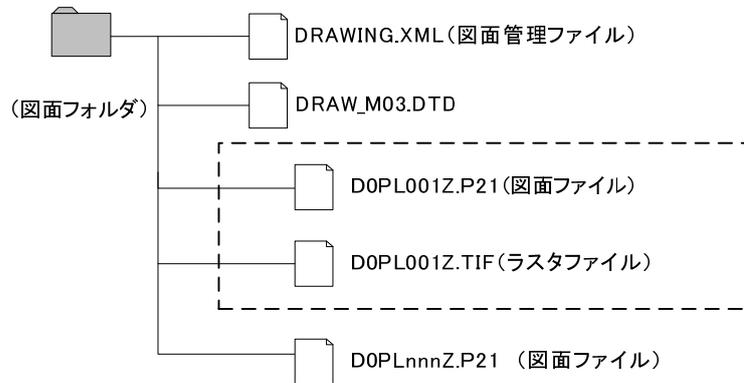 DRAWING.XML(図面管理ファイル)
(図面フォルダ)
DRAW_M03.DTD
D0PL001Z.P21(図面ファイル)
D0PL001Z.TIF(ラスタファイル)
D0PLnnnZ.P21 (図面ファイル)